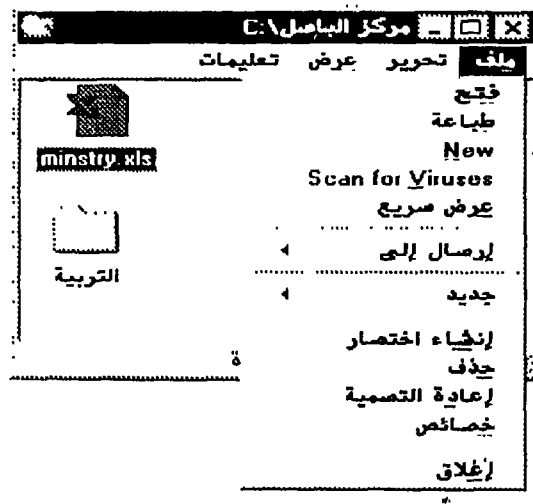 مركز الباصل\:C
ملف تحرير عرض تعليمات
فتح
طباعة
New
Scan for Viruses
عرض سريع
إرسال إلى
جديد
إنشاء اختصار
حذف
إعادة التسمية
خصائص
إغلاق
minstry.xls
التربية
ة